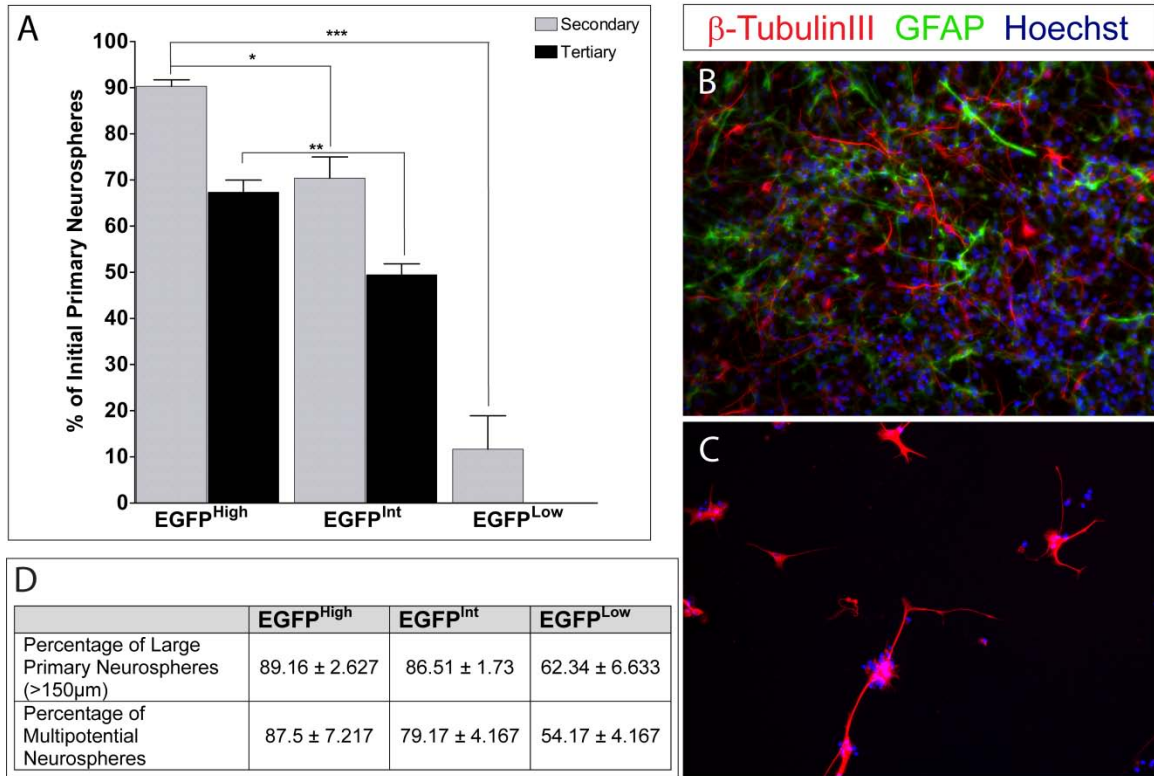 A
Secondary
Tertiary
***
*
**
100
90
80
70
60
50
40
30
20
10
0
% of Initial Primary Neurospheres
EGFPHigh
EGFPInt
EGFPLow
β-TubulinIII GFAP Hoechst
B
C
D
EGFPHigh EGFPInt EGFPLow
Percentage of Large
Primary Neurospheres
(>150µm)
89.16 ± 2.627 86.51 ± 1.73 62.34 ± 6.633
Percentage of
Multipotential
Neurospheres
87.5 ± 7.217 79.17 ± 4.167 54.17 ± 4.167